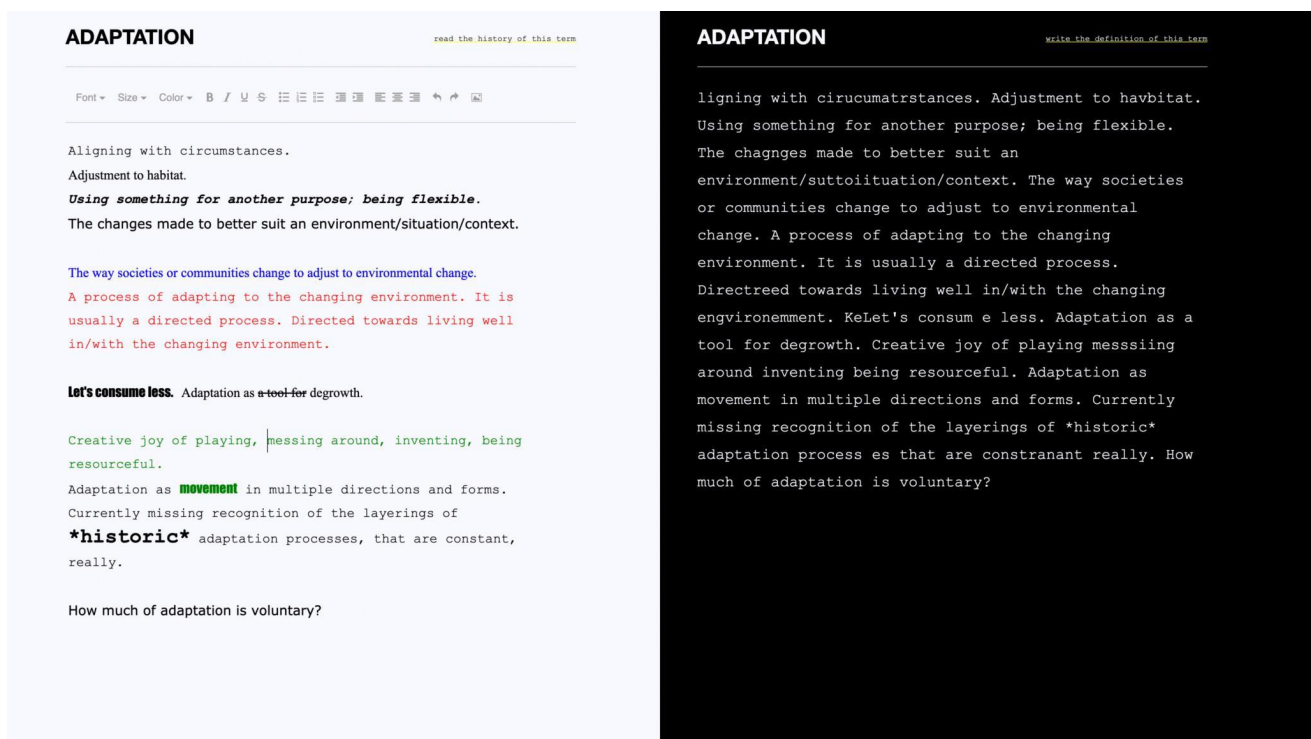 ADAPTATION
read the history of this term
Font Size Color B I U S
Aligning with circumstances.
Adjustment to habitat.
Using something for another purpose; being flexible.
The changes made to better suit an environment/situation/context.
The way societies or communities change to adjust to environmental change.
A process of adapting to the changing environment. It is
usually a directed process. Directed towards living well
in/with the changing environment.
Let's consume less. Adaptation as a tool for degrowth.
Creative joy of playing, messing around, inventing, being
resourceful.
Adaptation as movement in multiple directions and forms.
Currently missing recognition of the layerings of
*historic* adaptation processes, that are constant,
really.
How much of adaptation is voluntary?
ADAPTATION
write the definition of this term
ligning with cirucumatrstances. Adjustment to havbitat.
Using something for another purpose; being flexible.
The chagnges made to better suit an
environment/suttoiituation/context. The way societies
or communities change to adjust to environmental
change. A process of adapting to the changing
environment. It is usually a directed process.
Directreed towards living well in/with the changing
engvironemment. KeLet's consum e less. Adaptation as a
tool for degrowth. Creative joy of playing messsiing
around inventing being resourceful. Adaptation as
movement in multiple directions and forms. Currently
missing recognition of the layerings of *historic*
adaptation process es that are constranant really. How
much of adaptation is voluntary?